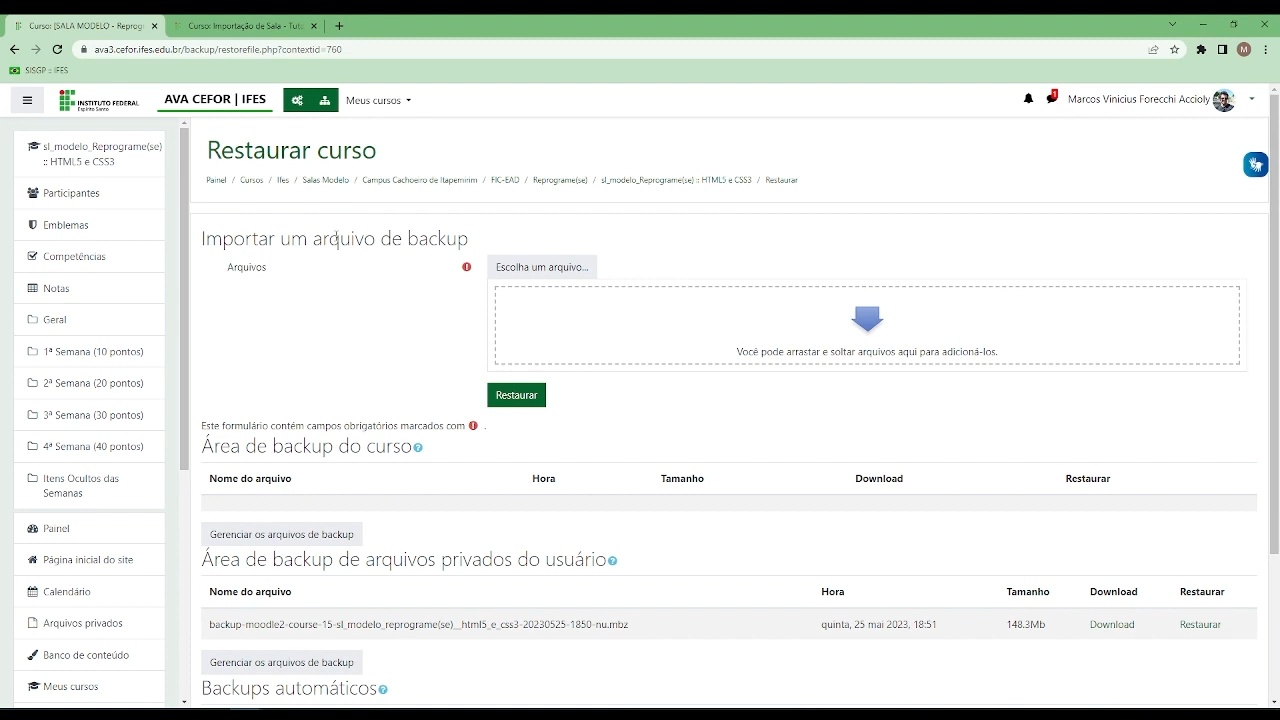 Curso: [SALA MODELO - Reprogr
Curso: Importação de Sala - Tuto
ava3.cefor.ifes.edu.br/backup/restorefile.php?contextid=760
M
SISGP :: IFES
INSTITUTO FEDERAL
Espírito Santo
AVA CEFOR | IFES
Meus cursos
1
Marcos Vinicius Forecchi Accioly
sl_modelo_Reprograme(se)
:: HTML5 e CSS3
Participantes
Emblemas
Competências
Notas
Geral
1ª Semana (10 pontos)
2ª Semana (20 pontos)
3ª Semana (30 pontos)
4ª Semana (40 pontos)
Itens Ocultos das
Semanas
Painel
Página inicial do site
Calendário
Arquivos privados
Banco de conteúdo
Meus cursos
Restaurar curso
Painel / Cursos / Ifes / Salas Modelo / Campus Cachoeiro de Itapemirim / FIC-EAD / Reprograme(se) / sl_modelo_Reprograme(se) :: HTML5 e CSS3 / Restaurar
Importar um arquivo de backup
Arquivos
Escolha um arquivo...
Você pode arrastar e soltar arquivos aqui para adicioná-los.
Restaurar
Este formulário contém campos obrigatórios marcados com .
Área de backup do curso
Nome do arquivo Hora Tamanho Download Restaurar
Gerenciar os arquivos de backup
Área de backup de arquivos privados do usuário
Nome do arquivo Hora Tamanho Download Restaurar
backup-moodle2-course-15-sl_modelo_reprograme(se)__html5_e_css3-20230525-1850-nu.mbz quinta, 25 mai 2023, 18:51 148.3Mb Download Restaurar
Gerenciar os arquivos de backup
Backups automáticos